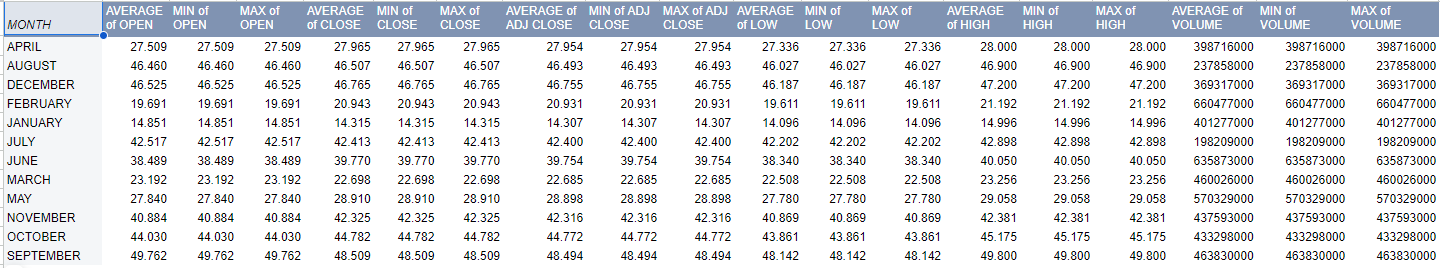 MONTH AVERAGE of OPEN MIN of OPEN MAX of OPEN AVERAGE of CLOSE MIN of CLOSE MAX of CLOSE AVERAGE of ADJ CLOSE MIN of ADJ CLOSE MAX of ADJ CLOSE AVERAGE of LOW MIN of LOW MAX of LOW AVERAGE of HIGH MIN of HIGH MAX of HIGH AVERAGE of VOLUME MIN of VOLUME MAX of VOLUME
APRIL 27.509 27.509 27.509 27.965 27.965 27.965 27.954 27.954 27.954 27.336 27.336 27.336 28.000 28.000 28.000 398716000 398716000 398716000
AUGUST 46.460 46.460 46.460 46.507 46.507 46.507 46.493 46.493 46.493 46.027 46.027 46.027 46.900 46.900 46.900 237858000 237858000 237858000
DECEMBER 46.525 46.525 46.525 46.765 46.765 46.765 46.755 46.755 46.755 46.187 46.187 46.187 47.200 47.200 47.200 369317000 369317000 369317000
FEBRUARY 19.691 19.691 19.691 20.943 20.943 20.943 20.931 20.931 20.931 19.611 19.611 19.611 21.192 21.192 21.192 660477000 660477000 660477000
JANUARY 14.851 14.851 14.851 14.315 14.315 14.315 14.307 14.307 14.307 14.096 14.096 14.096 14.996 14.996 14.996 401277000 401277000 401277000
JULY 42.517 42.517 42.517 42.413 42.413 42.413 42.400 42.400 42.400 42.202 42.202 42.202 42.898 42.898 42.898 198209000 198209000 198209000
JUNE 38.489 38.489 38.489 39.770 39.770 39.770 39.754 39.754 39.754 38.340 38.340 38.340 40.050 40.050 40.050 635873000 635873000 635873000
MARCH 23.192 23.192 23.192 22.698 22.698 22.698 22.685 22.685 22.685 22.508 22.508 22.508 23.256 23.256 23.256 460026000 460026000 460026000
MAY 27.840 27.840 27.840 28.910 28.910 28.910 28.898 28.898 28.898 27.780 27.780 27.780 29.058 29.058 29.058 570329000 570329000 570329000
NOVEMBER 40.884 40.884 40.884 42.325 42.325 42.325 42.316 42.316 42.316 40.869 40.869 40.869 42.381 42.381 42.381 437593000 437593000 437593000
OCTOBER 44.030 44.030 44.030 44.782 44.782 44.782 44.772 44.772 44.772 43.861 43.861 43.861 45.175 45.175 45.175 433298000 433298000 433298000
SEPTEMBER 49.762 49.762 49.762 48.509 48.509 48.509 48.494 48.494 48.494 48.142 48.142 48.142 49.800 49.800 49.800 463830000 463830000 463830000